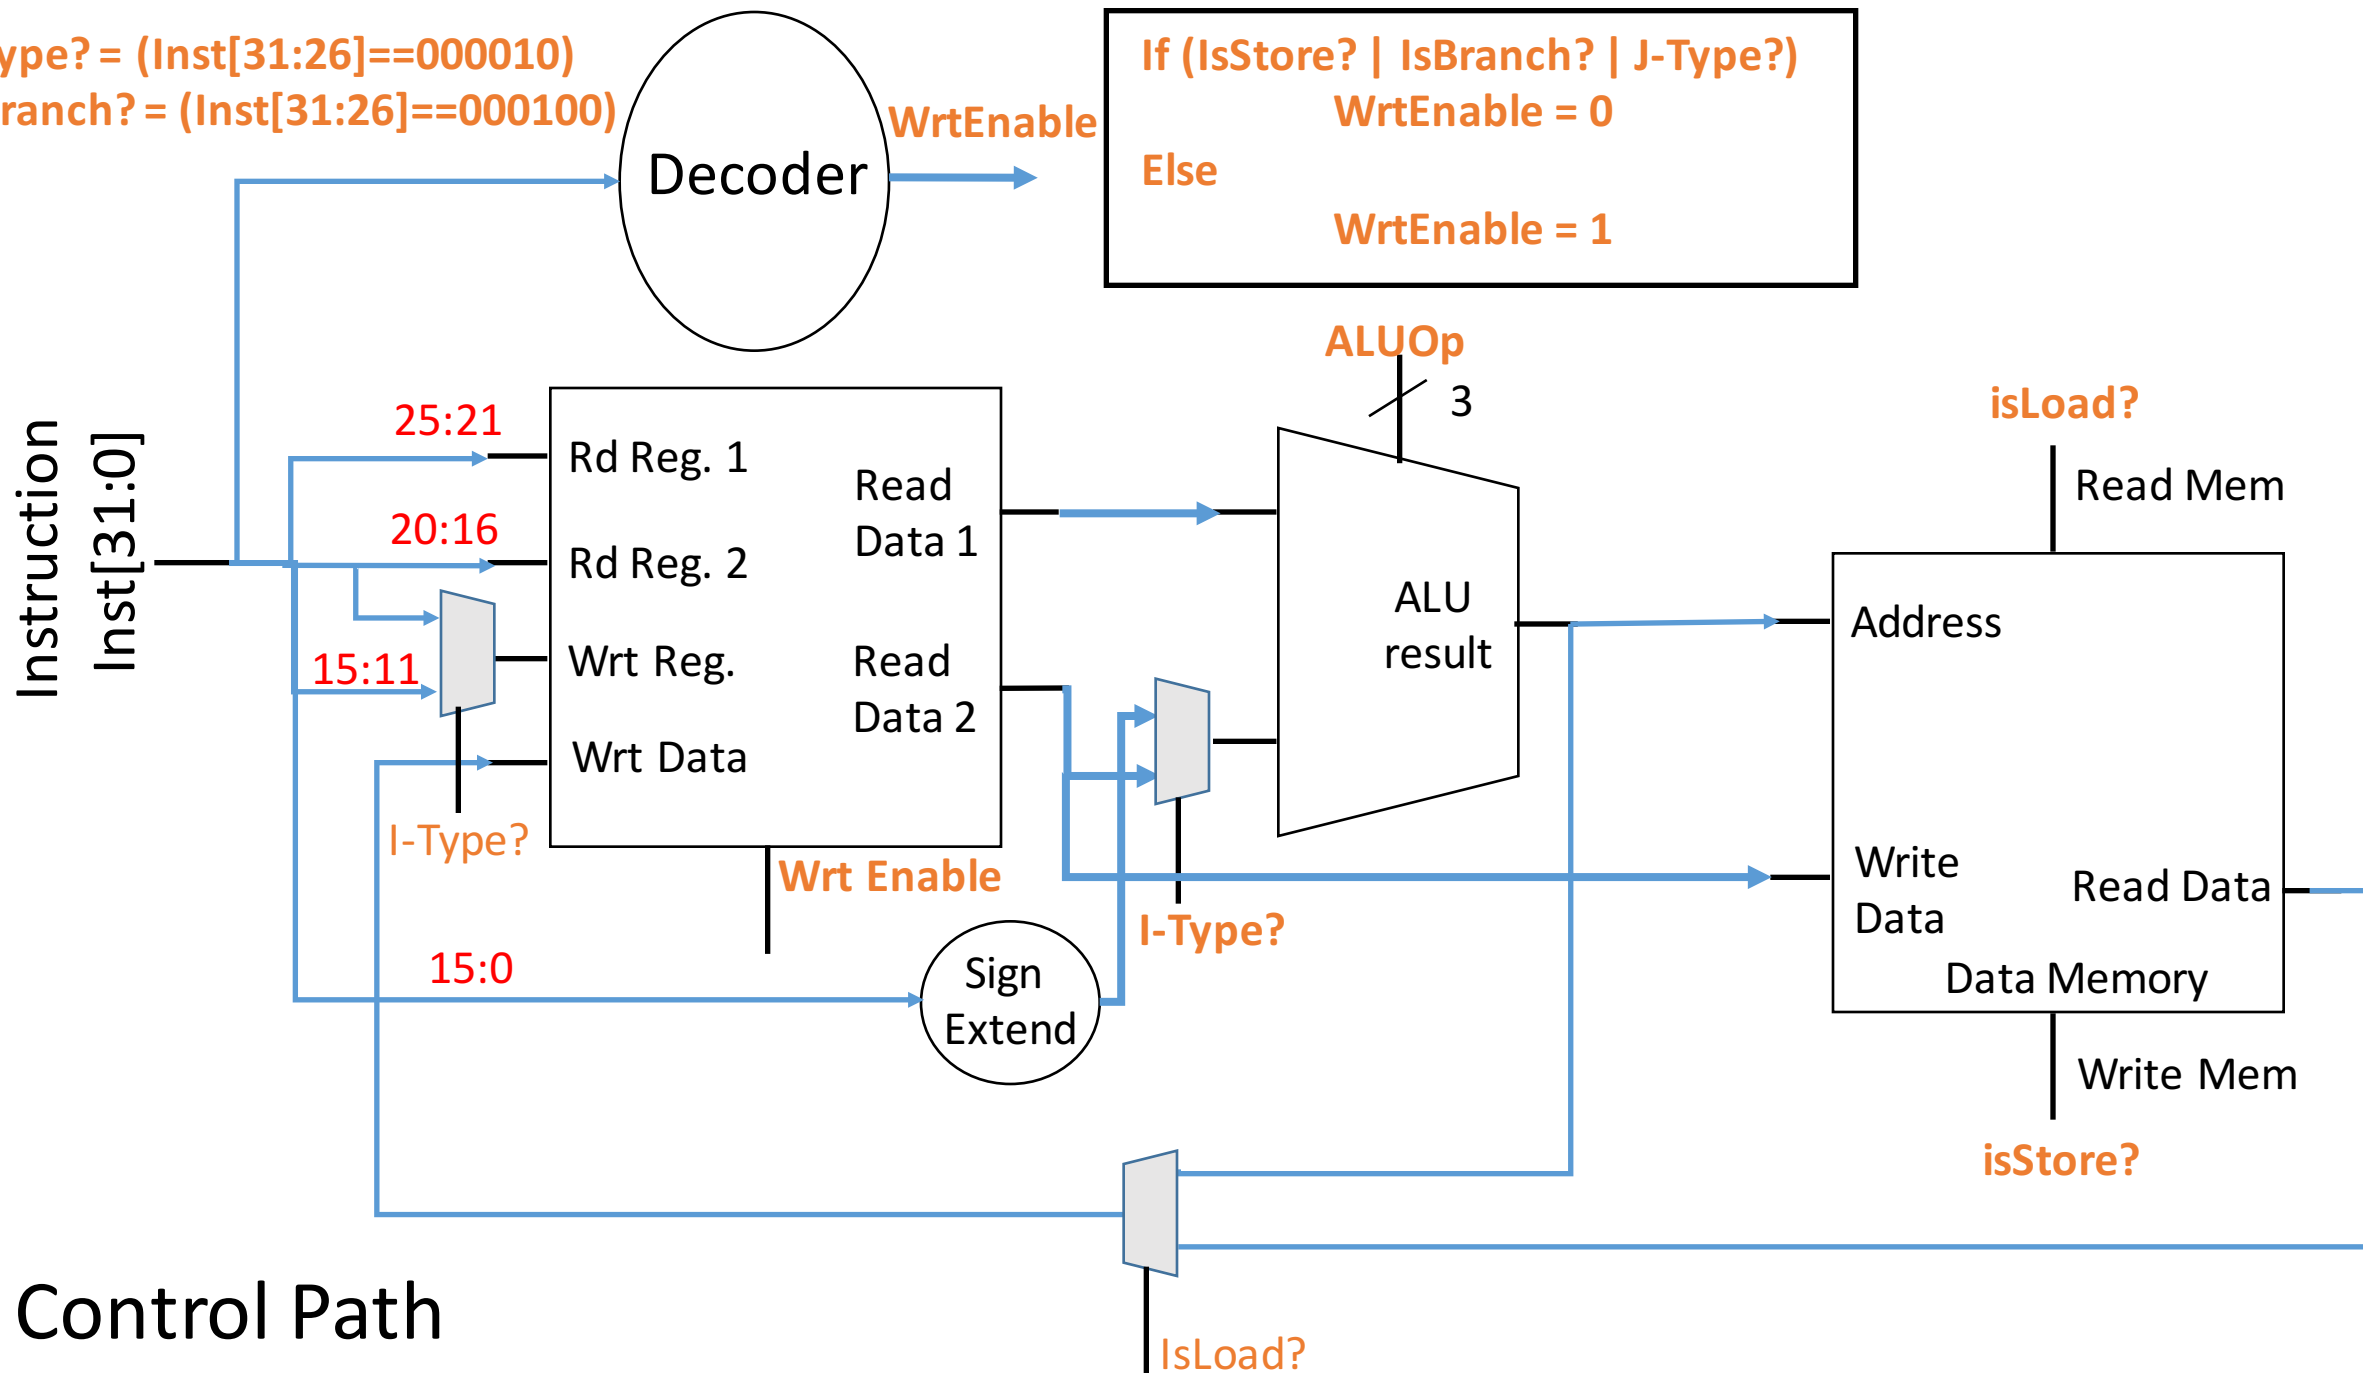 ype? = (Inst[31:26]==000010)
ranch? = (Inst[31:26]==000100)
Decoder
WrtEnable
If (IsStore? | IsBranch? | J-Type?)
WrtEnable = 0
Else
WrtEnable = 1
ALUOp
3
Instruction
Inst[31:0]
25:21
20:16
15:11
Rd Reg. 1
Rd Reg. 2
Wrt Reg.
Wrt Data
Read
Data 1
Read
Data 2
I-Type?
Wrt Enable
15:0
Sign
Extend
I-Type?
ALU
result
isLoad?
Read Mem
Address
Write
Data
Read Data
Data Memory
Write Mem
isStore?
Control Path
IsLoad?